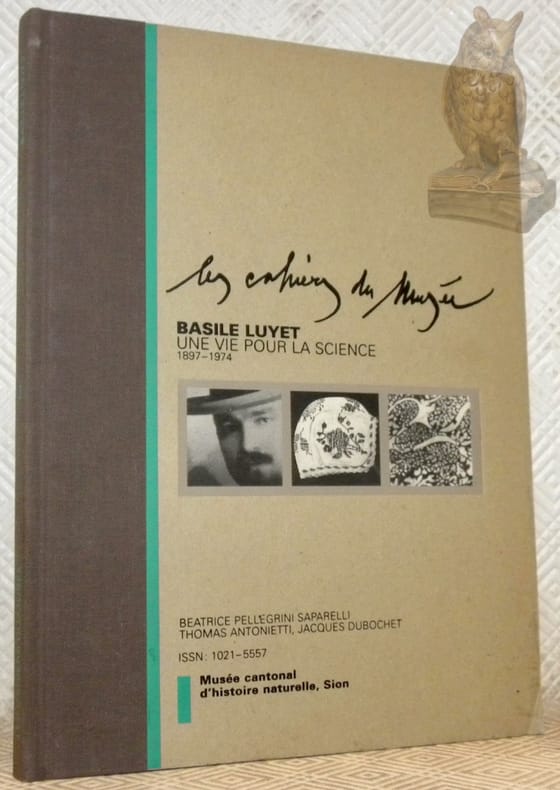 les cahiers du Musée
BASILE LUYET
UNE VIE POUR LA SCIENCE
1897–1974
BEATRICE PELLEGRINI SAPARELLI
THOMAS ANTONIETTI, JACQUES DUBOCHET
ISSN: 1021–5557
Musée cantonal
d'histoire naturelle, Sion